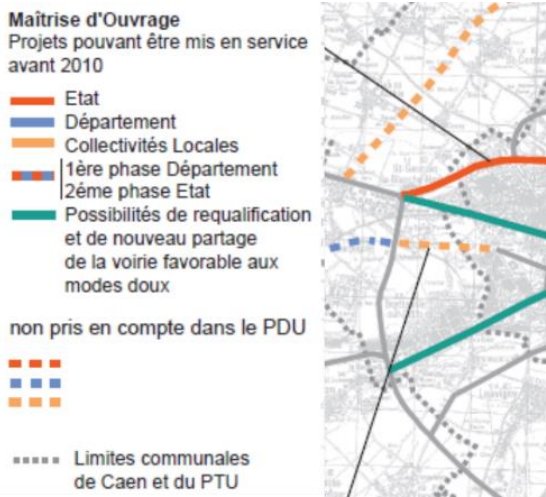 Maîtrise d'Ouvrage
Projets pouvant être mis en service
avant 2010
Etat
Département
Collectivités Locales
1ère phase Département
2éme phase Etat
Possibilités de requalification
et de nouveau partage
de la voirie favorable aux
modes doux
non pris en compte dans le PDU
Limites communales
de Caen et du PTU